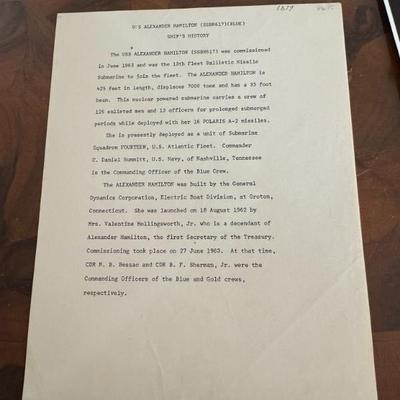 U S ALEXANDER HAMILTON (SSBN617)(BLUE)
SHIP'S HISTORY
The USS ALEXANDER HAMILTON (SSBN617) was commissioned
in June 1963 and was the 13th Fleet Ballistic Missile
Submarine to join the fleet. The ALEXANDER HAMILTON is
425 feet in length, displaces 7000 tons and has a 33 foot
beam. This nuclear powered submarine carries a crew of
125 enlisted men and 13 officers for prolonged submerged
periods while deployed with her 16 POLARIS A-2 missiles.
She is presently deployed as a unit of Submarine
Squadron FOURTEEN, U.S. Atlantic Fleet. Commander
C. Daniel Summitt, U.S. Navy, of Nashville, Tennessee
is the Commanding Officer of the Blue Crew.
The ALEXANDER HAMILTON was built by the General
Dynamics Corporation, Electric Boat Division, at Groton,
Connecticut. She was launched on 18 August 1962 by
Mrs. Valentine Hollingsworth, Jr. who is a decendant of
Alexander Hamilton, the first Secretary of the Treasury.
Commissioning took place on 27 June 1963. At that time,
CDR N. B. Bessac and CDR B. F. Sherman, Jr. were the
Commanding Officers of the Blue and Gold crews,
respectively.